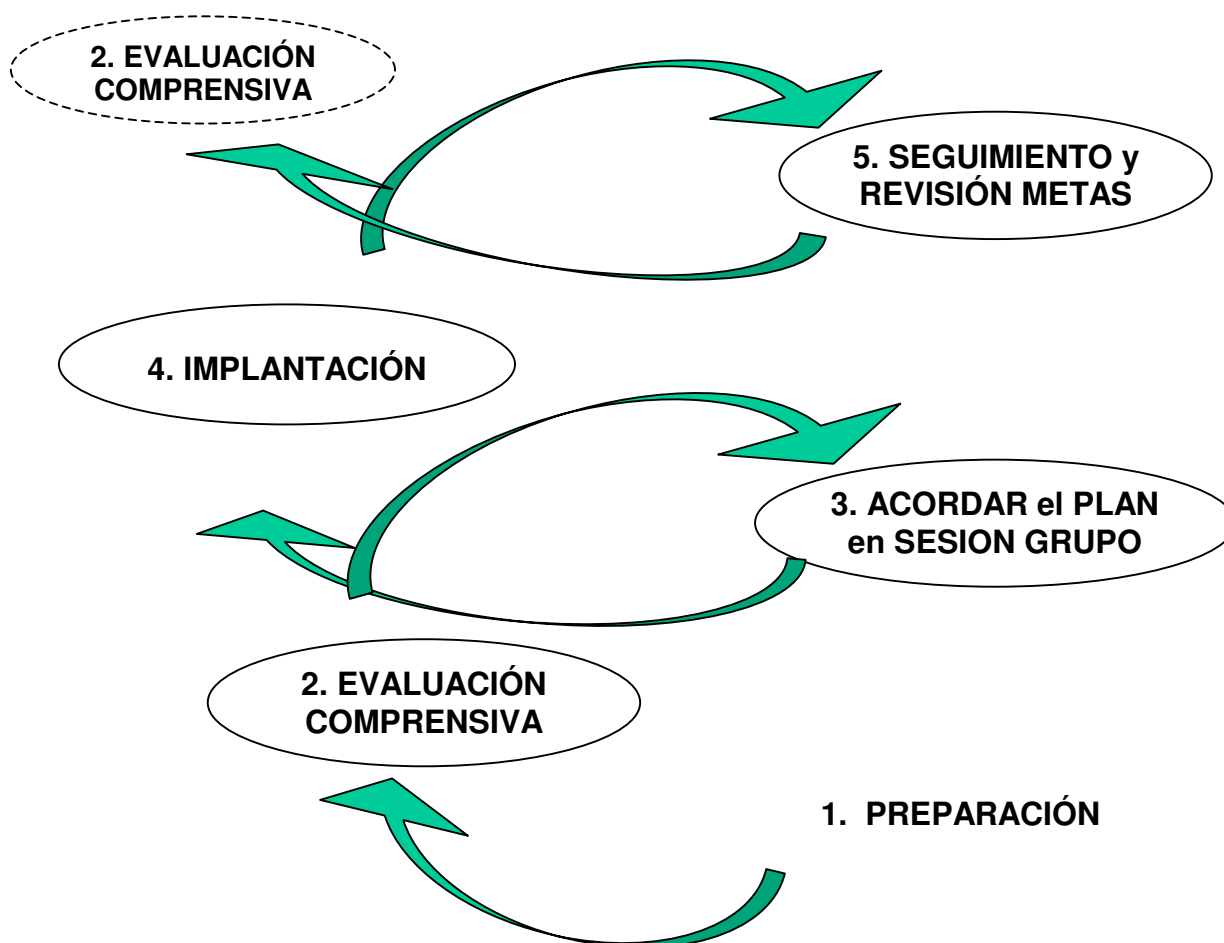 2. EVALUACIÓN
COMPRENSIVA
5. SEGUIMIENTO y
REVISIÓN METAS
4. IMPLANTACIÓN
3. ACORDAR el PLAN
en SESION GRUPO
2. EVALUACIÓN
COMPRENSIVA
1. PREPARACIÓN